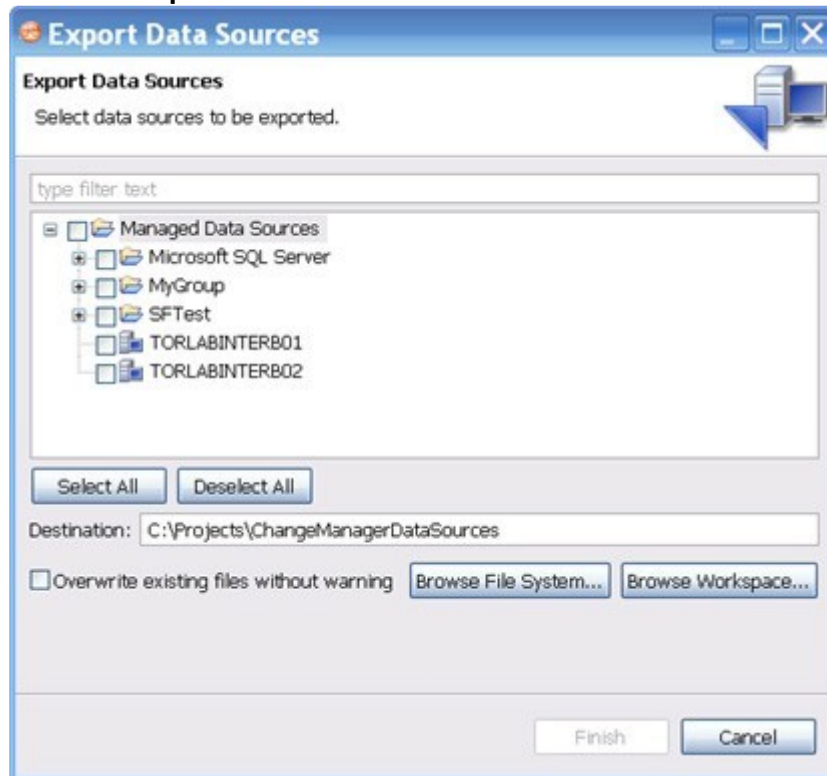 Export Data Sources
Export Data Sources
Select data sources to be exported.
type filter text
Managed Data Sources
Microsoft SQL Server
MyGroup
SFTest
TORLABINTERB01
TORLABINTERB02
Select All Deselect All
Destination: C:\Projects\ChangeManagerDataSources
Overwrite existing files without warning Browse File System... Browse Workspace...
Finish Cancel